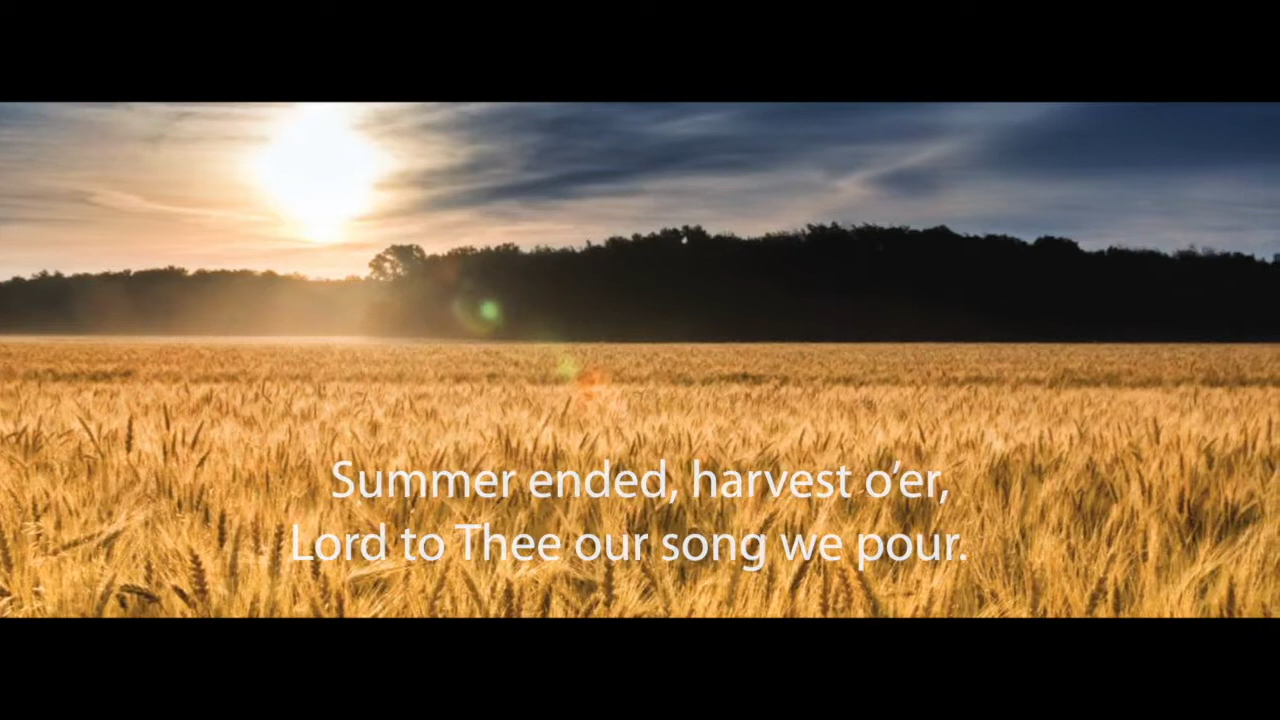 Summer ended, harvest o’er,
Lord to Thee our song we pour.